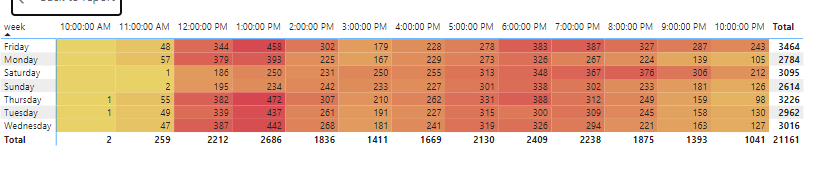 Back to report
week 10:00:00 AM 11:00:00 AM 12:00:00 PM 1:00:00 PM 2:00:00 PM 3:00:00 PM 4:00:00 PM 5:00:00 PM 6:00:00 PM 7:00:00 PM 8:00:00 PM 9:00:00 PM 10:00:00 PM Total
Friday 48 344 458 302 179 228 278 383 387 327 287 243 3464
Monday 57 379 393 225 167 229 273 326 267 224 139 105 2784
Saturday 1 186 250 231 250 255 313 348 367 376 306 212 3095
Sunday 2 195 234 242 233 227 301 338 302 233 181 126 2614
Thursday 1 55 382 472 307 210 262 331 388 312 249 159 98 3226
Tuesday 1 49 339 437 261 191 227 315 300 309 245 158 130 2962
Wednesday 47 387 442 268 181 241 319 326 294 221 163 127 3016
Total 2 259 2212 2686 1836 1411 1669 2130 2409 2238 1875 1393 1041 21161